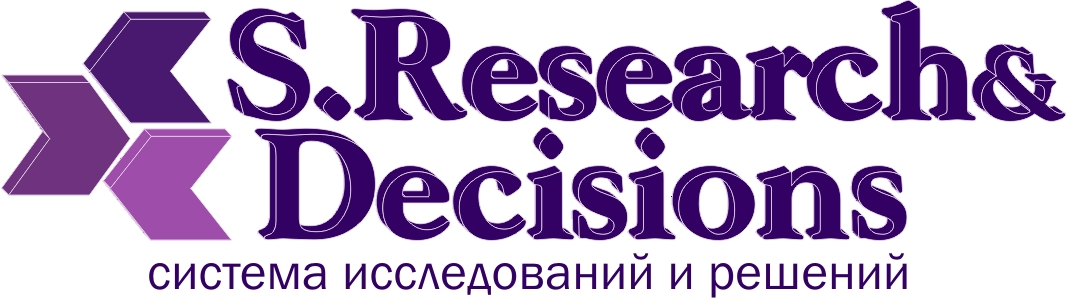 S.Research&
Decisions
система исследований и решений